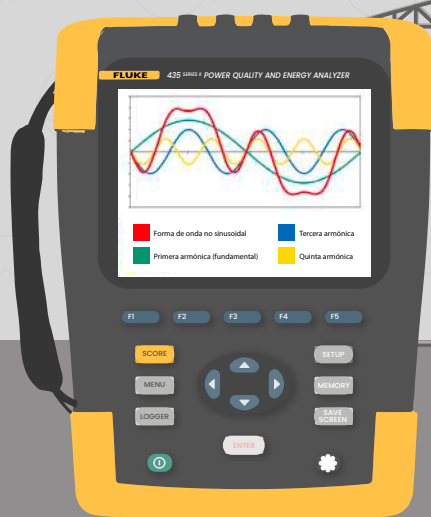 FLUKE 435 SERIES II POWER QUALITY AND ENERGY ANALYZER
Forma de onda no sinusoidal Tercera armónica
Primera armónica (fundamental) Quinta armónica
F1 F2 F3 F4 F5
SCORE SETUP
MENU MEMORY
LOGGER SAVE
SCREEN
ENTER